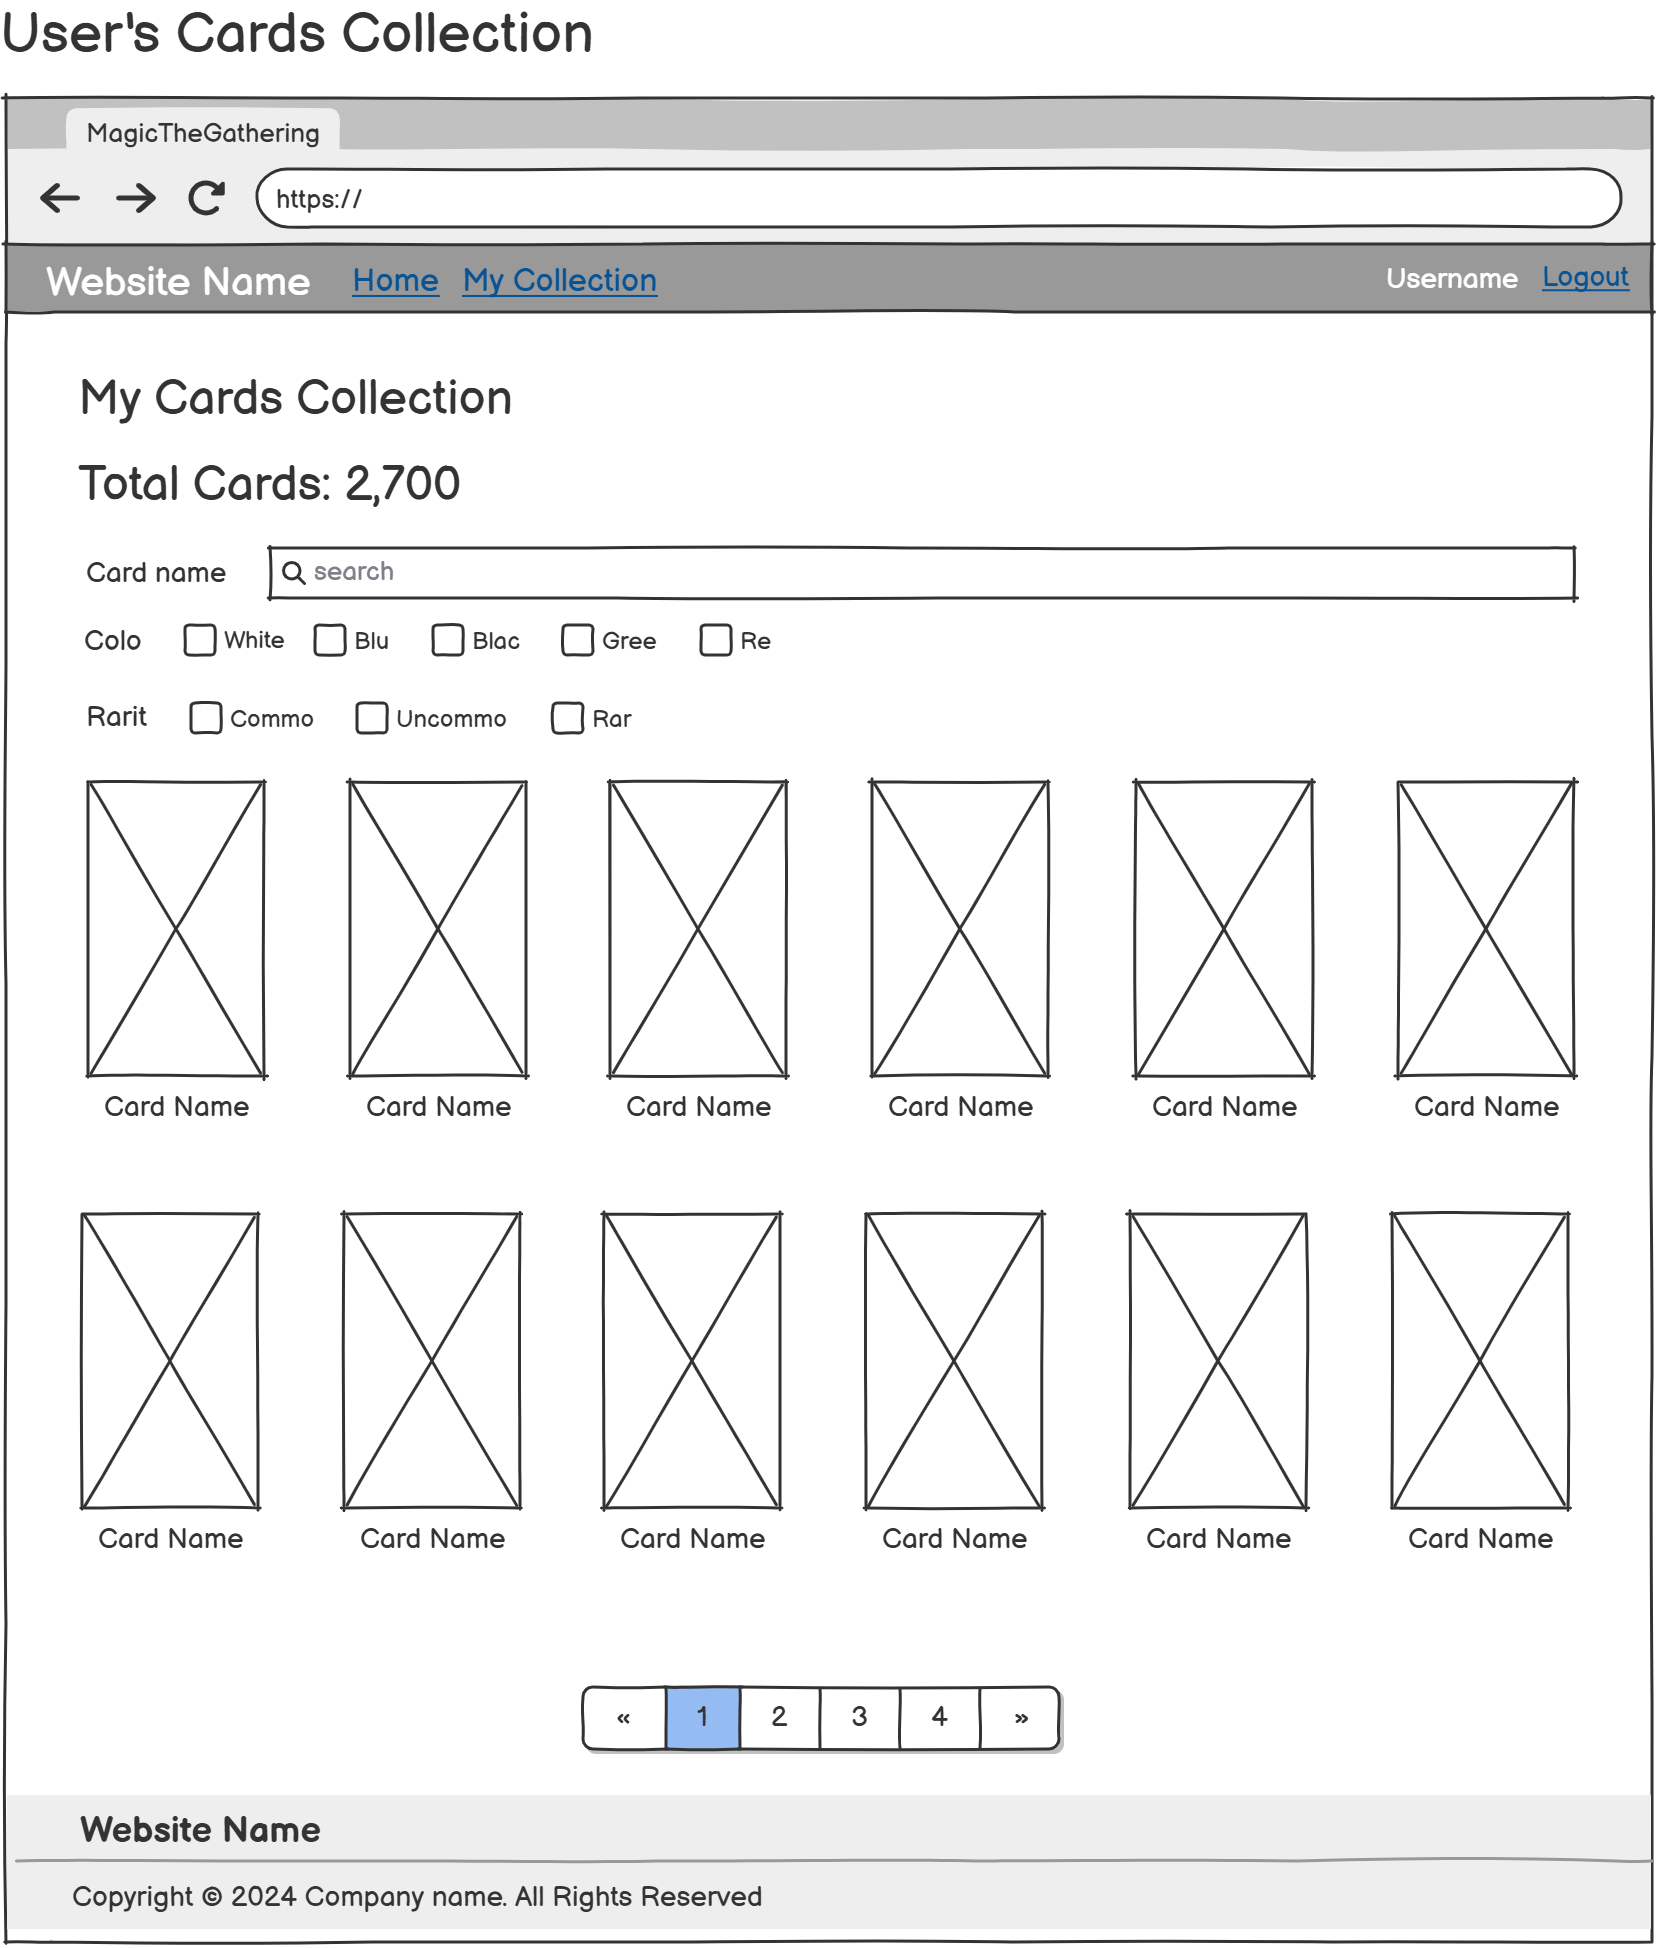 User's Cards Collection
MagicTheGathering
https://
Website Name Home My Collection Username Logout
My Cards Collection
Total Cards: 2,700
Card name search
Colo White Blu Blac Gree Re
Rarit Commo Uncommo Rar
Card Name Card Name Card Name Card Name Card Name Card Name
Card Name Card Name Card Name Card Name Card Name Card Name
« 1 2 3 4 »
Website Name
Copyright © 2024 Company name. All Rights Reserved